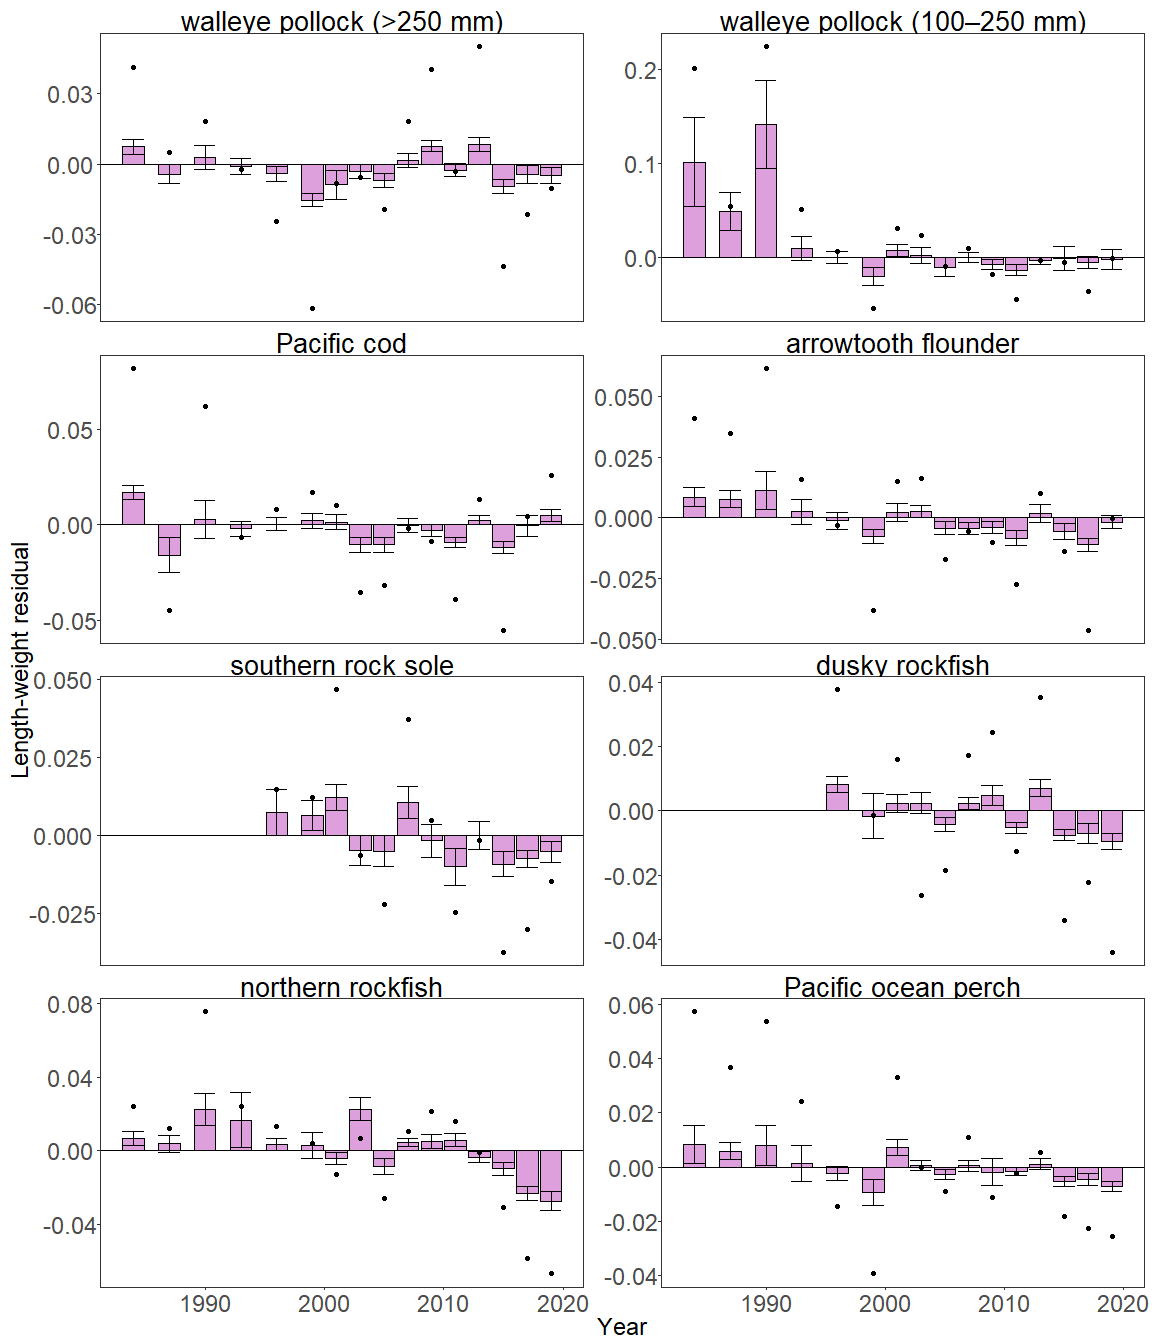 walleye pollock (>250 mm)
walleye pollock (100–250 mm)
0.03
0.00
-0.03
-0.06
0.2
0.1
0.0
Pacific cod
arrowtooth flounder
0.05
0.00
-0.05
0.050
0.025
0.000
-0.025
-0.050
Length-weight residual
southern rock sole
dusky rockfish
0.050
0.025
0.000
-0.025
0.04
0.02
0.00
-0.02
-0.04
northern rockfish
Pacific ocean perch
0.08
0.04
0.00
-0.04
0.06
0.04
0.02
0.00
-0.02
-0.04
1990 2000 2010 2020
1990 2000 2010 2020
Year